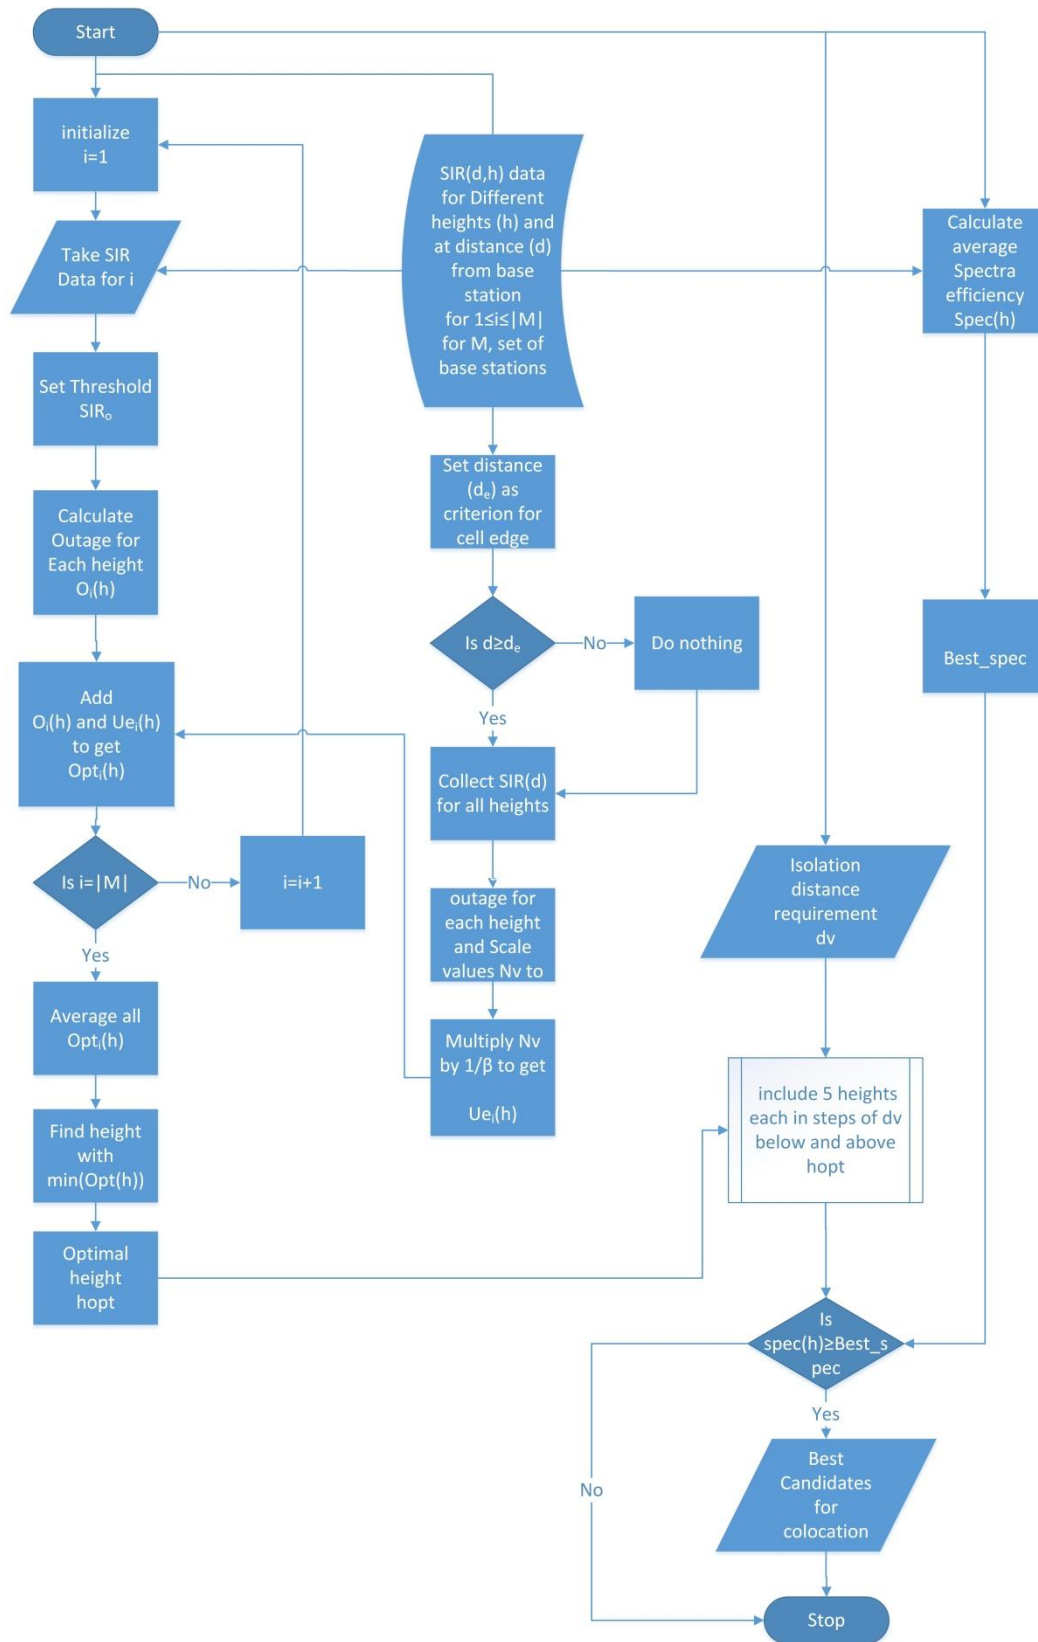 Start
initialize
i=1
Take SIR
Data for i
Set Threshold
SIRₒ
Calculate
Outage for
Each height
Oᵢ(h)
Add
Oᵢ(h) and Ueᵢ(h)
to get
Optᵢ(h)
Is i=|M|
No
i=i+1
Yes
Average all
Optᵢ(h)
Find height
with
min(Opt(h))
Optimal
height
hopt
SIR(d,h) data
for Different
heights (h) and
at distance (d)
from base
station
for 1≤i≤|M|
for M, set of
base stations
Set distance
(dₑ) as
criterion for
cell edge
Is d≥dₑ
No
Do nothing
Yes
Collect SIR(d)
for all heights
outage for
each height
and Scale
values Nv to
Multiply Nv
by 1/β to get
Ueᵢ(h)
Calculate
average
Spectra
efficiency
Spec(h)
Best_spec
Isolation
distance
requirement
dv
include 5 heights
each in steps of dv
below and above
hopt
Is
spec(h)≥Best_s
pec
Yes
No
Best
Candidates
for
colocation
Stop